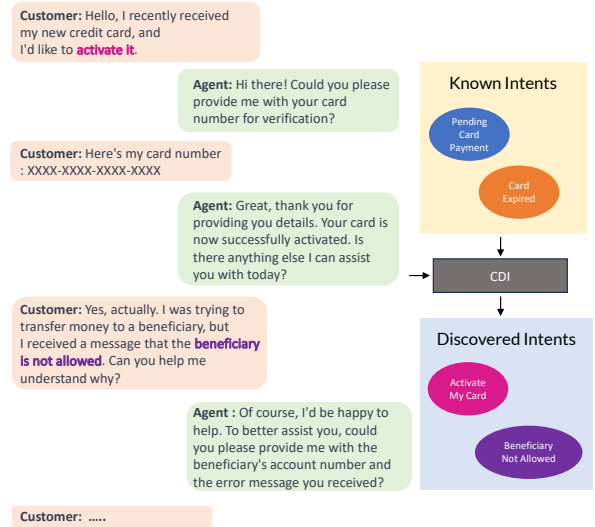 Customer: Hello, I recently received
my new credit card, and
I'd like to activate it.
Agent: Hi there! Could you please
provide me with your card
number for verification?
Customer: Here's my card number
: XXXX-XXXX-XXXX-XXXX
Agent: Great, thank you for
providing you details. Your card is
now successfully activated. Is
there anything else I can assist
you with today?
Customer: Yes, actually. I was trying to
transfer money to a beneficiary, but
I received a message that the beneficiary
is not allowed. Can you help me
understand why?
Agent : Of course, I'd be happy to
help. To better assist you, could
you please provide me with the
beneficiary's account number and
the error message you received?
Customer: .....
Known Intents
Pending
Card
Payment
Card
Expired
CDI
Discovered Intents
Activate
My Card
Beneficiary
Not Allowed